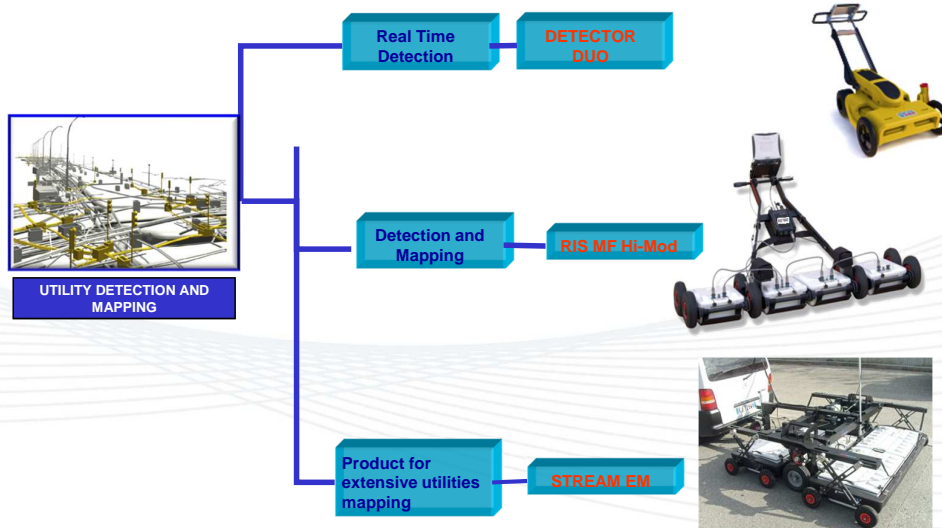 Real Time
Detection
DETECTOR
DUO
UTILITY DETECTION AND
MAPPING
Detection and
Mapping
RIS MF Hi-Mod
Product for
extensive utilities
mapping
STREAM EM